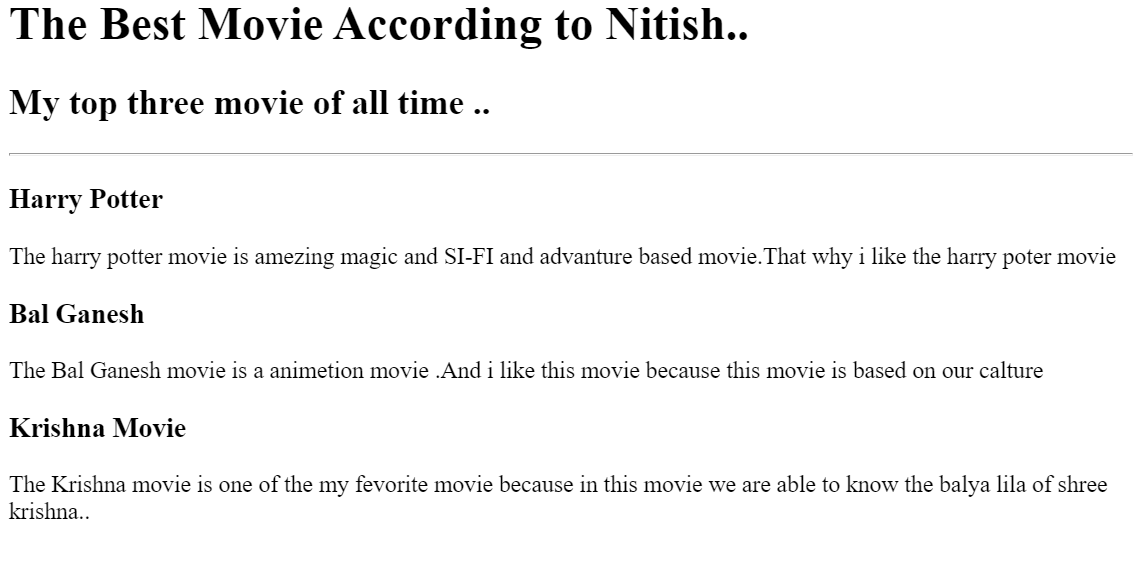 The Best Movie According to Nitish..
My top three movie of all time ..
Harry Potter
The harry potter movie is amezing magic and SI-FI and advanture based movie.That why i like the harry poter movie
Bal Ganesh
The Bal Ganesh movie is a animetion movie .And i like this movie because this movie is based on our calture
Krishna Movie
The Krishna movie is one of the my fevorite movie because in this movie we are able to know the balya lila of shree
krishna..